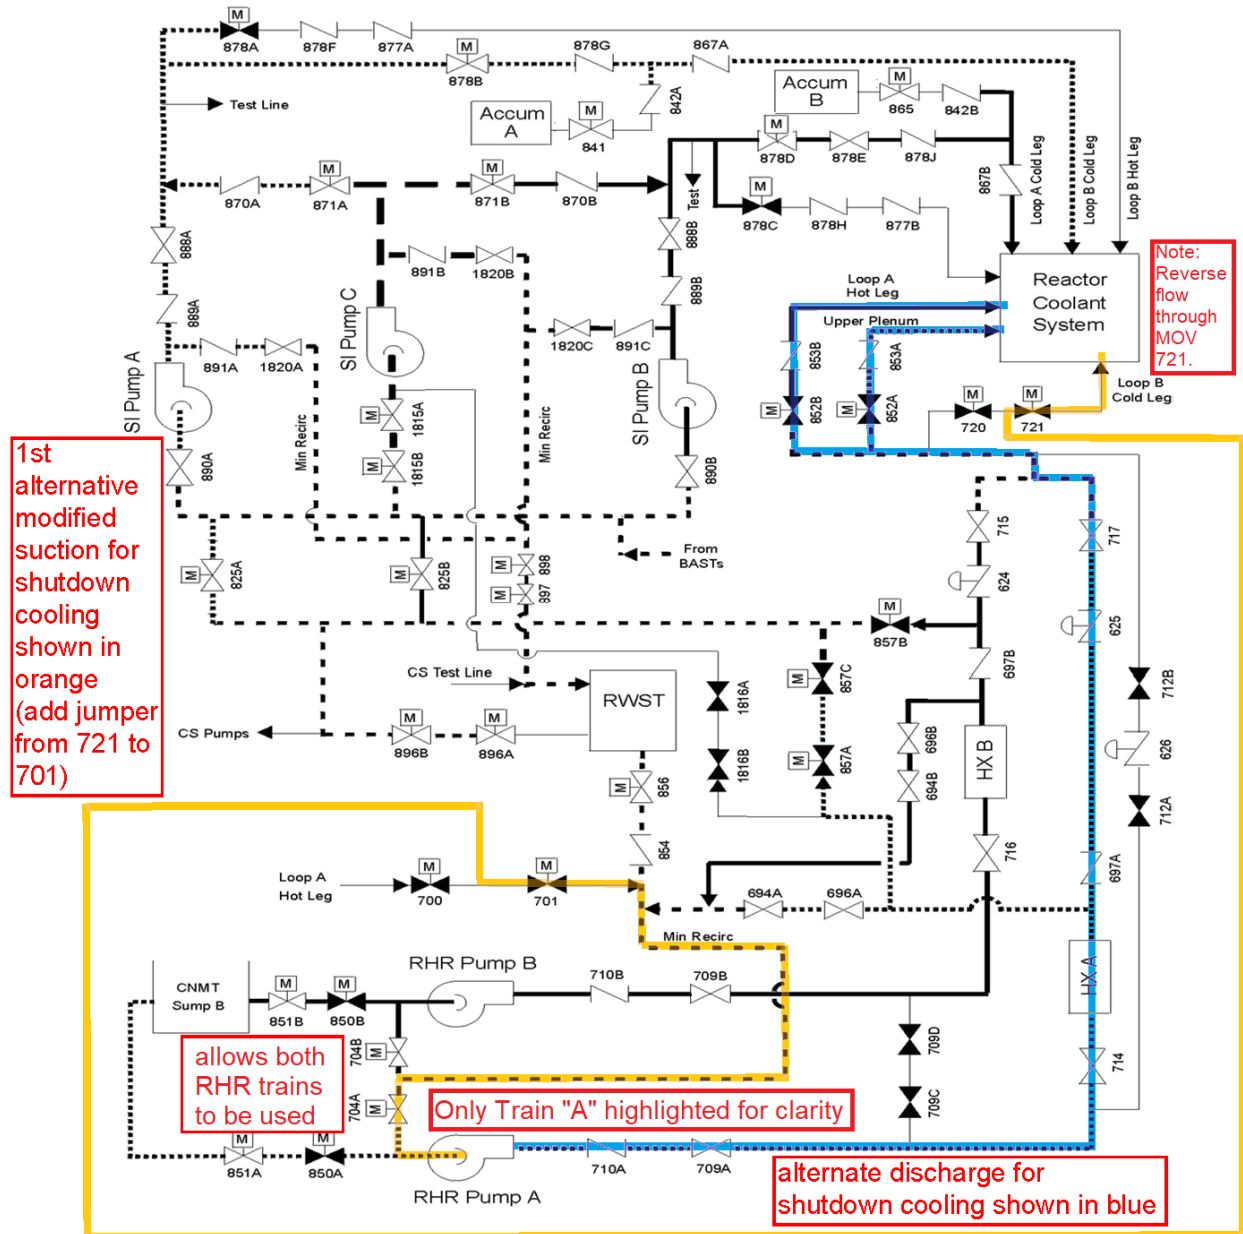 M
878A
878F
877A
M
878B
878G
867A
842A
Test Line
Accum
A
M
841
Accum
B
M
865
842B
M
878D
878E
878J
867B
Loop A Cold Leg
Loop B Cold Leg
Loop B Hot Leg
870A
M
871A
M
871B
870B
Test
M
878C
878H
877B
888A
889A
891B
1820B
888B
889B
Reactor
Coolant
System
Note:
Reverse
flow
through
MOV
721.
Loop A
Hot Leg
Upper Plenum
SI Pump A
891A
1820A
SI Pump C
1820C
891C
SI Pump B
853B
853A
M
852B
M
852A
M
720
M
721
Loop B
Cold Leg
Min Recirc
Min Recirc
M
1815A
M
1815B
890A
890B
1st
alternative
modified
suction for
shutdown
cooling
shown in
orange
(add jumper
from 721 to
701)
M
825A
M
825B
M
898
M
897
From
BASTs
715
624
717
625
M
857B
697B
CS Test Line
RWST
1816A
M
857C
712B
CS Pumps
M
896B
M
896A
M
856
1816B
M
857A
696B
694B
HX B
626
712A
854
716
697A
Loop A
Hot Leg
M
700
M
701
694A
696A
Min Recirc
HX A
RHR Pump B
710B
709B
CNMT
Sump B
M
851B
M
850B
M
704B
709D
714
allows both
RHR trains
to be used
M
704A
Only Train "A" highlighted for clarity
709C
M
851A
M
850A
RHR Pump A
710A
709A
alternate discharge for
shutdown cooling shown in blue